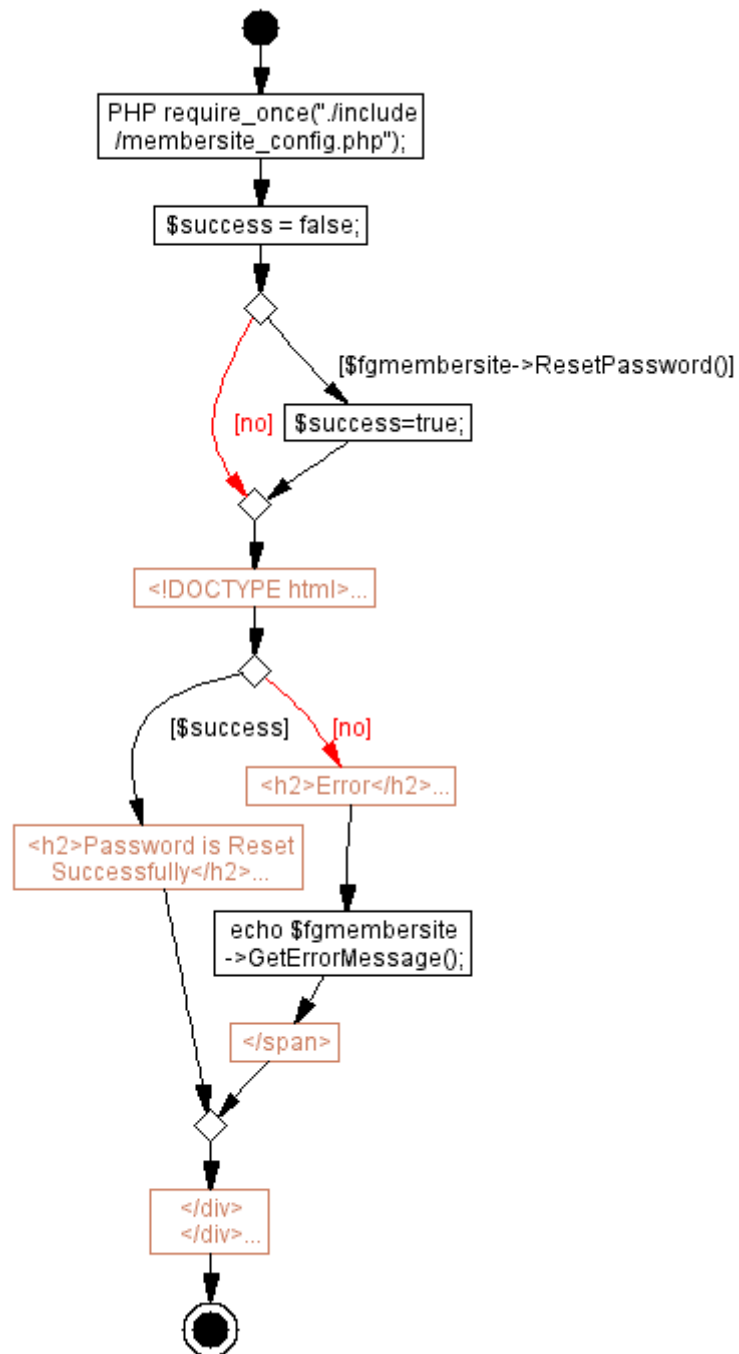 PHP require_once("./include
/membersite_config.php");
$success = false;
[$fgmembersite->ResetPassword()]
[no]
$success=true;
<!DOCTYPE html>...
[$success]
[no]
<h2>Error</h2>...
<h2>Password is Reset
Successfully</h2>...
echo $fgmembersite
->GetErrorMessage();
</span>
</div>
</div>...